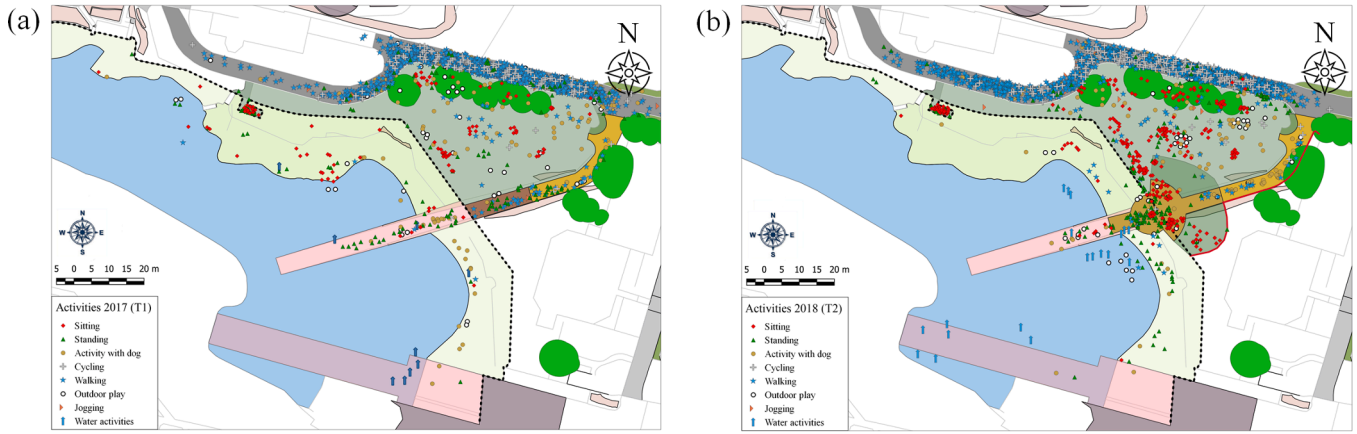 (a)
N
N
W E
S
5 0 5 10 15 20 m
Activities 2017 (T1)
Sitting
Standing
Activity with dog
Cycling
Walking
Outdoor play
Jogging
Water activities
(b)
N
N
W E
S
5 0 5 10 15 20 m
Activities 2018 (T2)
Sitting
Standing
Activity with dog
Cycling
Walking
Outdoor play
Jogging
Water activities